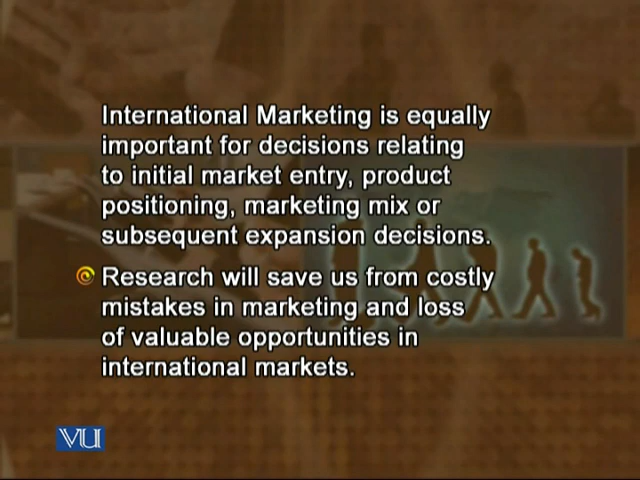 International Marketing is equally
important for decisions relating
to initial market entry, product
positioning, marketing mix or
subsequent expansion decisions.
Research will save us from costly
mistakes in marketing and loss
of valuable opportunities in
international markets.
VU